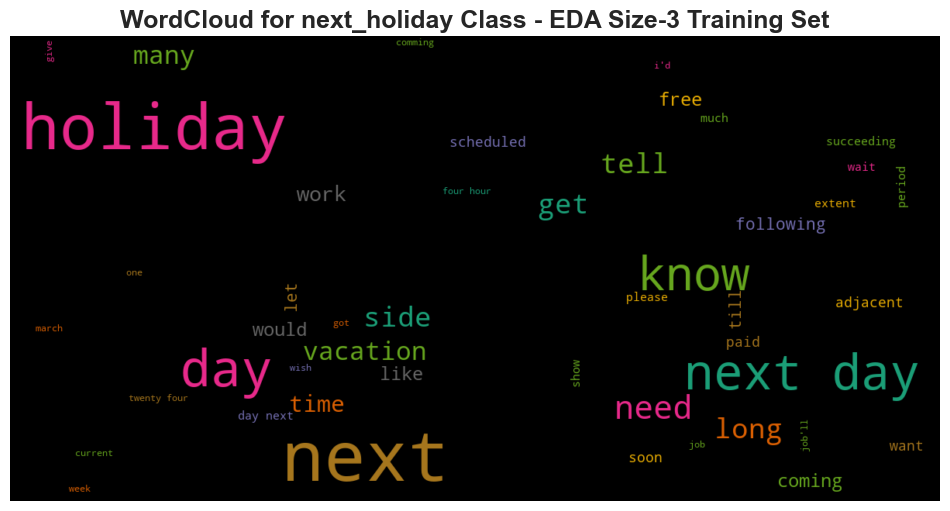 WordCloud for next_holiday Class - EDA Size-3 Training Set
give
many
comming
i'd
free
much
holiday
scheduled
succeeding
tell
wait
period
work
four hour
get
extent
following
one
know
let
please
till
adjacent
march
would
got
side
paid
vacation
day
wish
like
show
next day
twenty four
day next
time
need
long
job'll
next
soon
job
want
current
coming
week